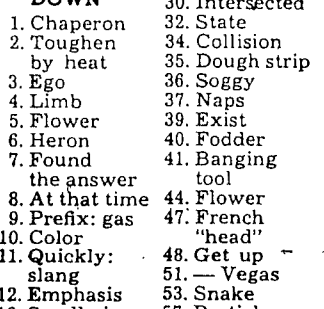 DOWN
1. Chaperon
2. Toughen
by heat
3. Ego
4. Limb
5. Flower
6. Heron
7. Found
the answer
8. At that time
9. Prefix: gas
10. Color
11. Quickly:
slang
12. Emphasis
30. Intersected
32. State
34. Collision
35. Dough strip
36. Soggy
37. Naps
39. Exist
40. Fodder
41. Banging
tool
44. Flower
47. French
"head"
48. Get up
51. — Vegas
53. Snake